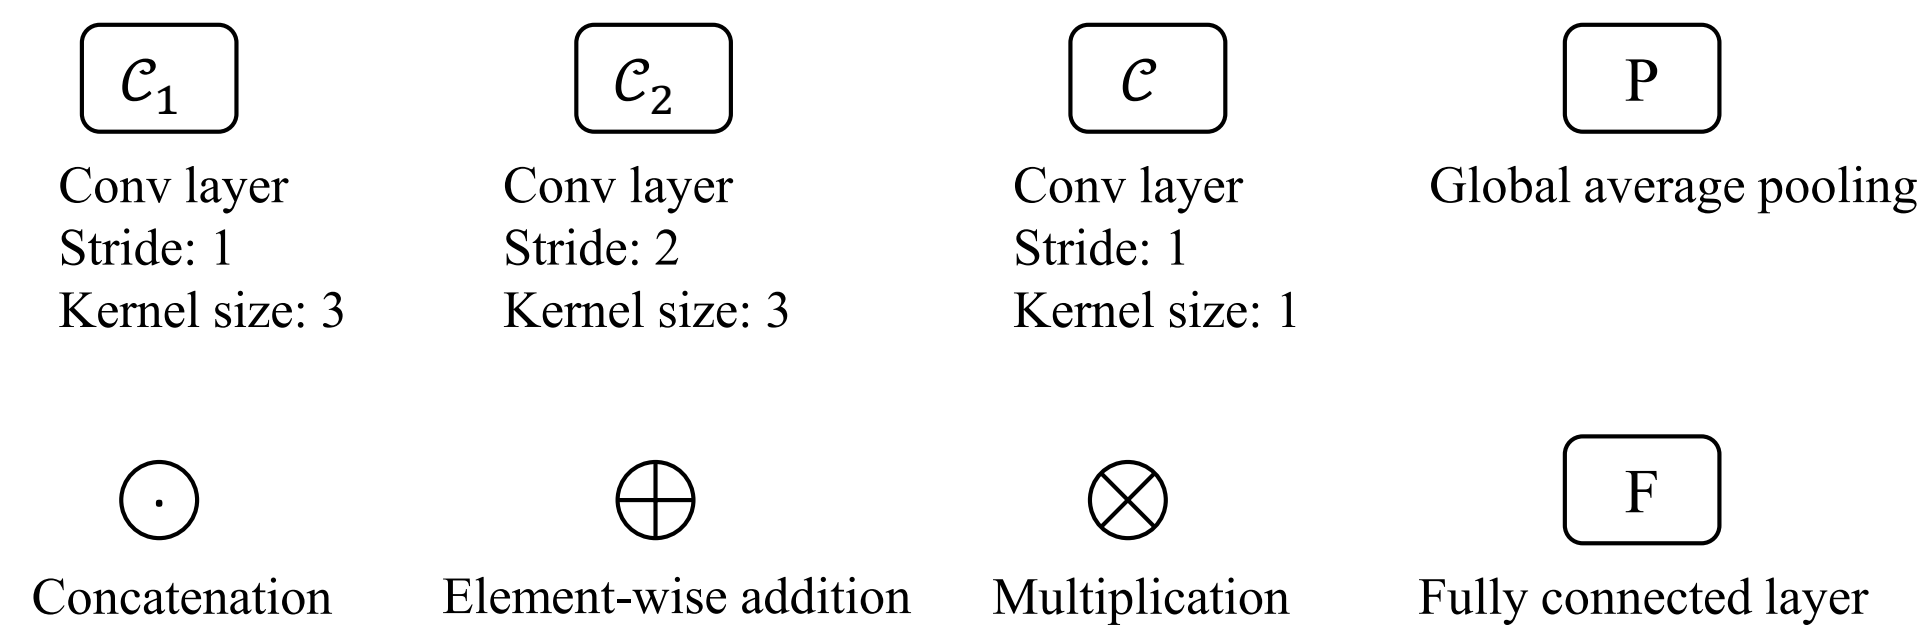 𝒞₁
𝒞₂
𝒞
P
Conv layer
Stride: 1
Kernel size: 3
Conv layer
Stride: 2
Kernel size: 3
Conv layer
Stride: 1
Kernel size: 1
Global average pooling
F
Concatenation
Element-wise addition
Multiplication
Fully connected layer